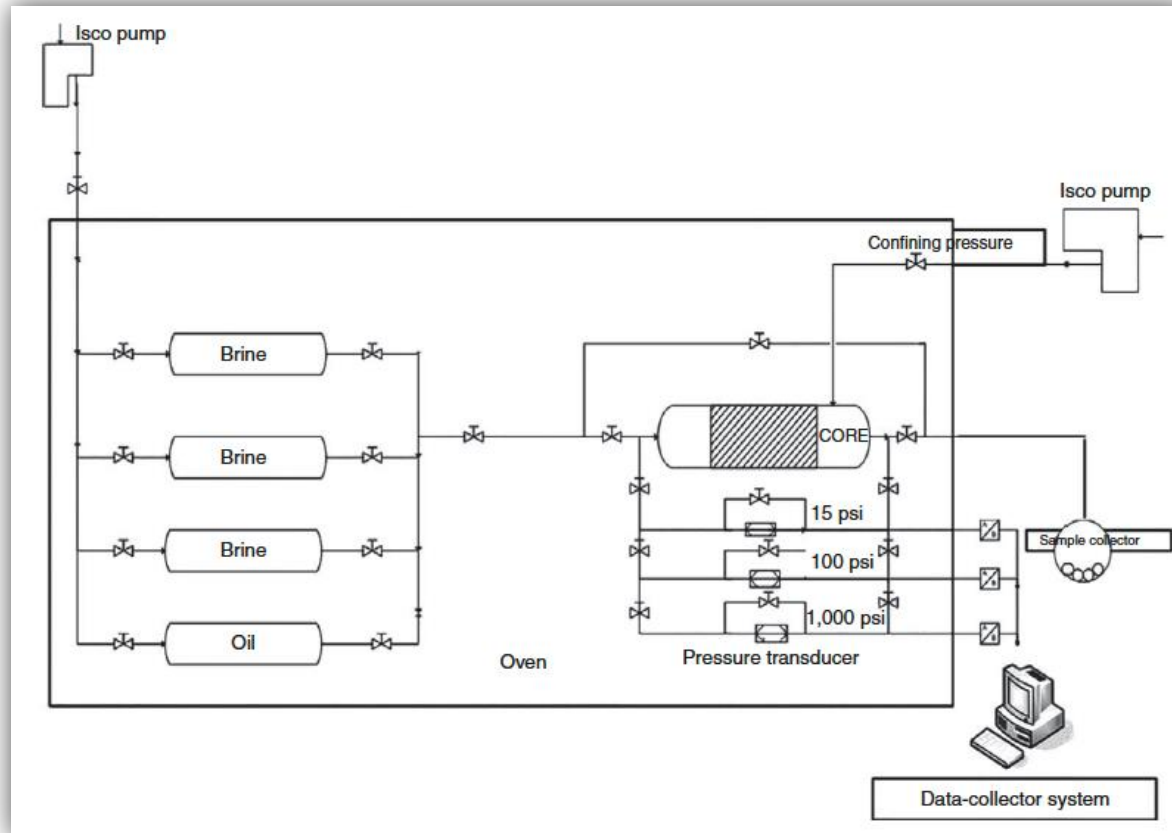 Isco pump
Isco pump
Confining pressure
Brine
Brine
CORE
Brine
15 psi
Sample collector
100 psi
1,000 psi
Oil
Oven
Pressure transducer
Data-collector system